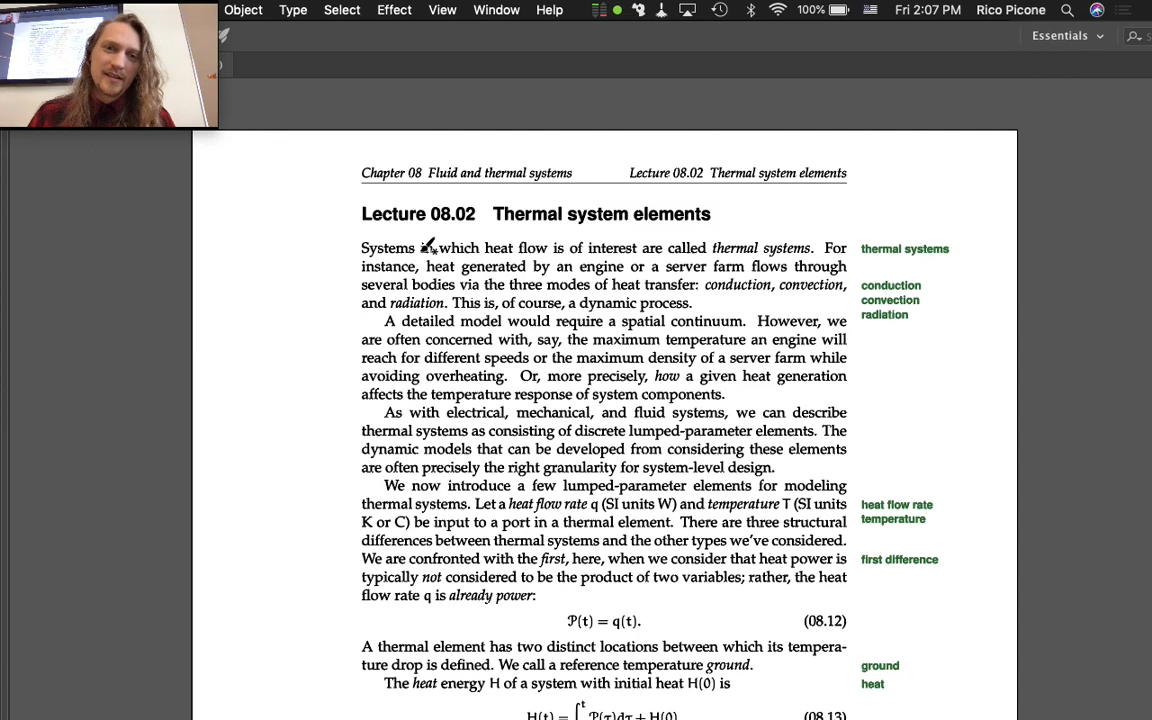 Object Type Select Effect View Window Help 100% Fri 2:07 PM Rico Picone
Essentials
Chapter 08 Fluid and thermal systems Lecture 08.02 Thermal system elements
Lecture 08.02 Thermal system elements
Systems in which heat flow is of interest are called thermal systems. For thermal systems
instance, heat generated by an engine or a server farm flows through
several bodies via the three modes of heat transfer: conduction, convection, conduction
and radiation. This is, of course, a dynamic process. convection
radiation
A detailed model would require a spatial continuum. However, we
are often concerned with, say, the maximum temperature an engine will
reach for different speeds or the maximum density of a server farm while
avoiding overheating. Or, more precisely, how a given heat generation
affects the temperature response of system components.
As with electrical, mechanical, and fluid systems, we can describe
thermal systems as consisting of discrete lumped-parameter elements. The
dynamic models that can be developed from considering these elements
are often precisely the right granularity for system-level design.
We now introduce a few lumped-parameter elements for modeling
thermal systems. Let a heat flow rate q (SI units W) and temperature T (SI units heat flow rate
K or C) be input to a port in a thermal element. There are three structural temperature
differences between thermal systems and the other types we've considered.
We are confronted with the first, here, when we consider that heat power is first difference
typically not considered to be the product of two variables; rather, the heat
flow rate q is already power:
P(t) = q(t). (08.12)
A thermal element has two distinct locations between which its tempera-
ture drop is defined. We call a reference temperature ground. ground
The heat energy H of a system with initial heat H(0) is heat
H(t) = ∫ t P(τ)dτ + H(0) (08.13)